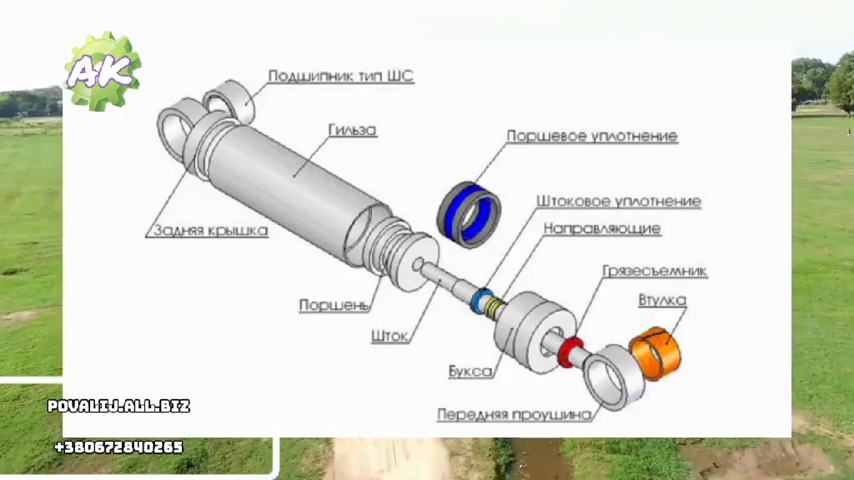 АК
Подшипник тип ШС
Гильза
Поршевое уплотнение
Штоковое уплотнение
Задняя крышка
Направляющие
Грязесъемник
Втулка
Поршень
Шток
Букса
Передняя проушина
POVALIJ.ALL.BIZ
+380672840265